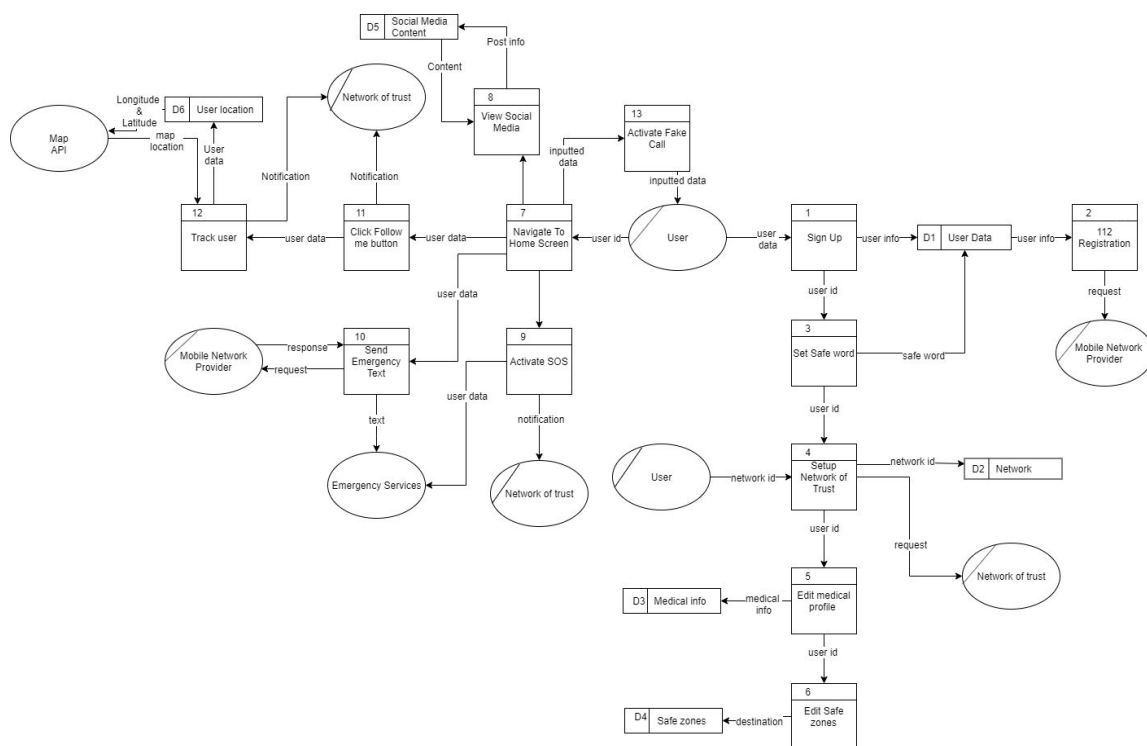 D5
Social Media
Content
Post info
Content
8
View Social
Media
Network of trust
13
Activate Fake
Call
Longitude
&
Latitude
D6
User location
Map
API
map
location
User
data
Notification
Notification
inputted
data
inputted data
12
Track user
user data
11
Click Follow
me button
user data
7
Navigate To
Home Screen
user id
User
user
data
1
Sign Up
user info
D1
User Data
user info
2
112
Registration
user data
user id
request
Mobile Network
Provider
response
request
10
Send
Emergency
Text
9
Activate SOS
user data
3
Set Safe word
safe word
Mobile Network
Provider
text
notification
user id
Emergency Services
Network of trust
User
network id
4
Setup
Network of
Trust
network id
D2
Network
user id
request
Network of trust
D3
Medical info
medical
info
5
Edit medical
profile
user id
D4
Safe zones
destination
6
Edit Safe
zones